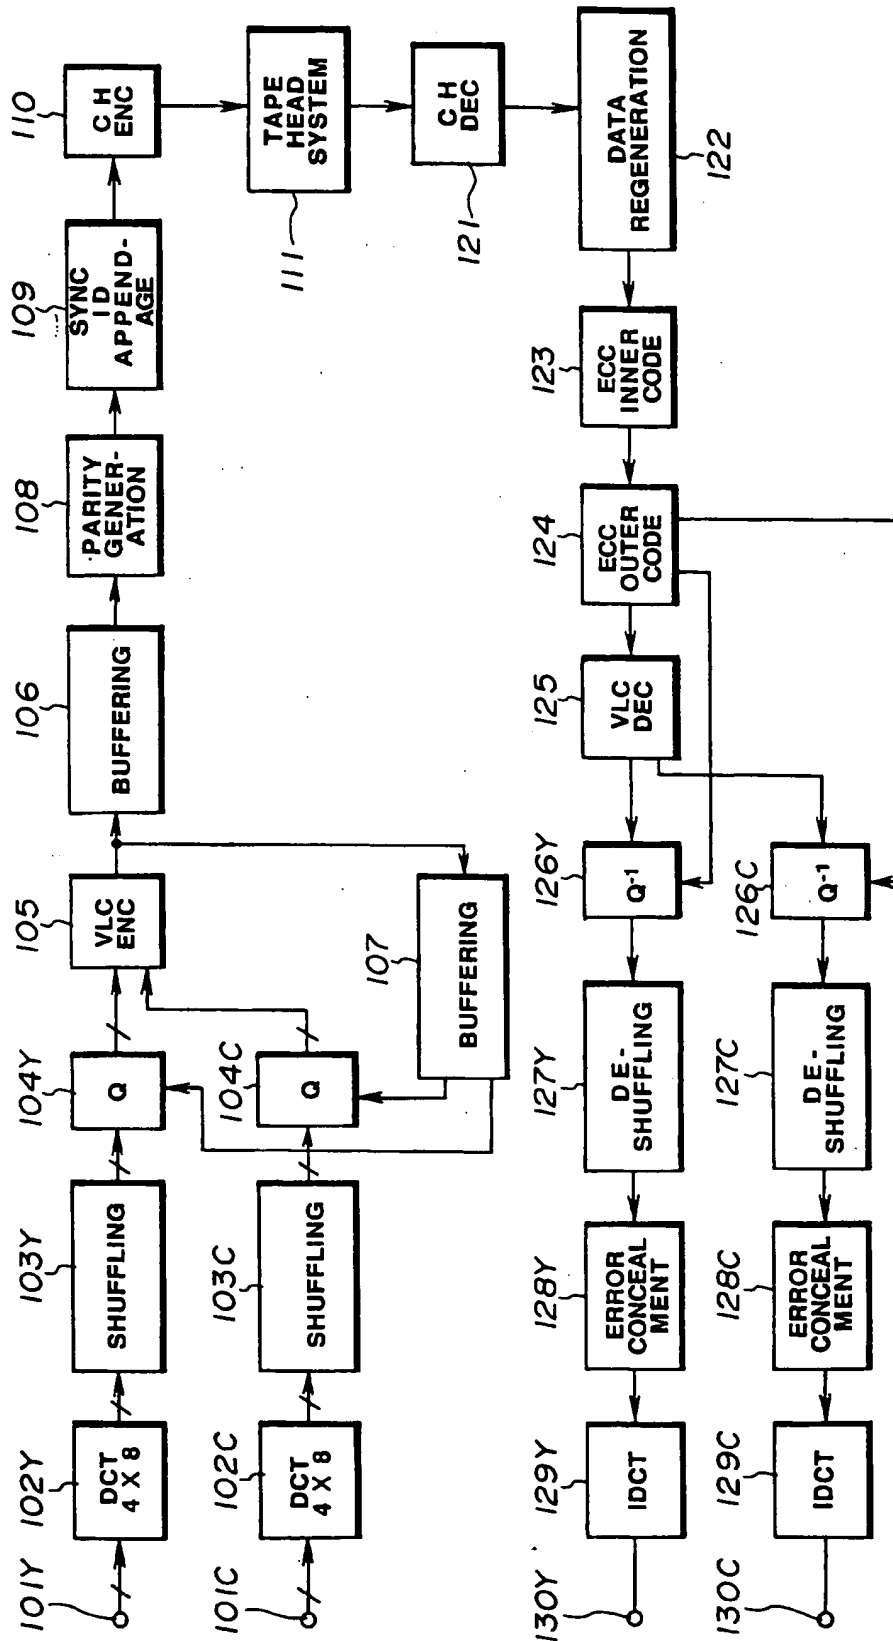 101Y
102Y
DCT
4 X 8
103Y
SHUFFLING
104Y
Q
105
VLC
ENC
106
BUFFERING
108
PARITY
GENER-
ATION
109
SYNC
ID
APPEND-
AGE
110
CH
ENC
101C
102C
DCT
4 X 8
103C
SHUFFLING
104C
Q
107
BUFFERING
111
TAPE
HEAD
SYSTEM
121
CH
DEC
130Y
129Y
IDCT
128Y
ERROR
CONCEAL
MENT
127Y
DE-
SHUFFLING
126Y
Q-1
125
VLC
DEC
124
ECC
OUTER
CODE
123
ECC
INNER
CODE
122
DATA
REGENERATION
130C
129C
IDCT
128C
ERROR
CONCEAL
MENT
127C
DE-
SHUFFLING
126C
Q-1